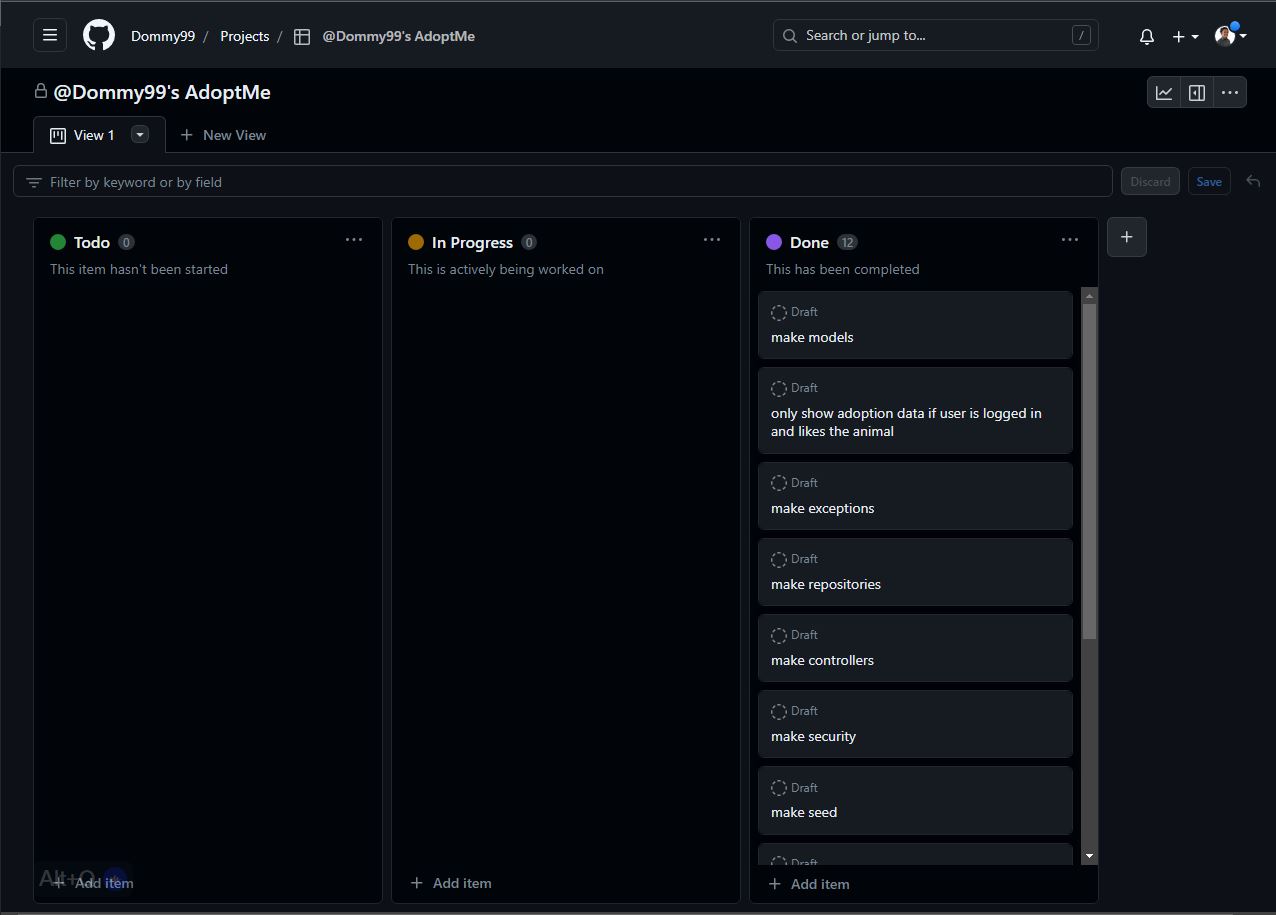 Dommy99 / Projects / @Dommy99's AdoptMe
Search or jump to...
/
@Dommy99's AdoptMe
View 1
New View
Filter by keyword or by field
Discard
Save
Todo 0
This item hasn't been started
Add item
In Progress 0
This is actively being worked on
Add item
Done 12
This has been completed
Draft
make models
Draft
only show adoption data if user is logged in
and likes the animal
Draft
make exceptions
Draft
make repositories
Draft
make controllers
Draft
make security
Draft
make seed
Draft
Add item
Alt+Q